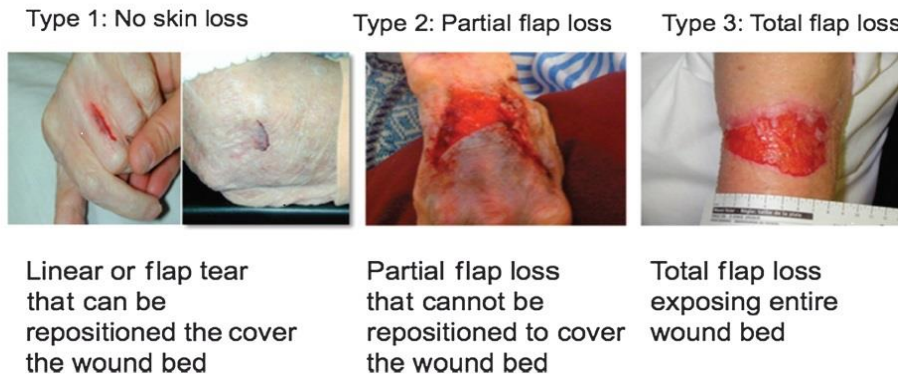 Type 1: No skin loss
Type 2: Partial flap loss
Type 3: Total flap loss
Linear or flap tear
that can be
repositioned the cover
the wound bed
Partial flap loss
that cannot be
repositioned to cover
the wound bed
Total flap loss
exposing entire
wound bed